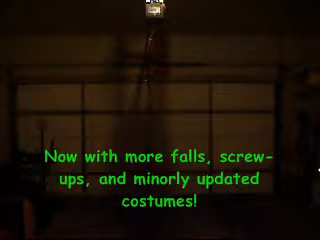 Now with more falls, screw-
ups, and minorly updated
costumes!